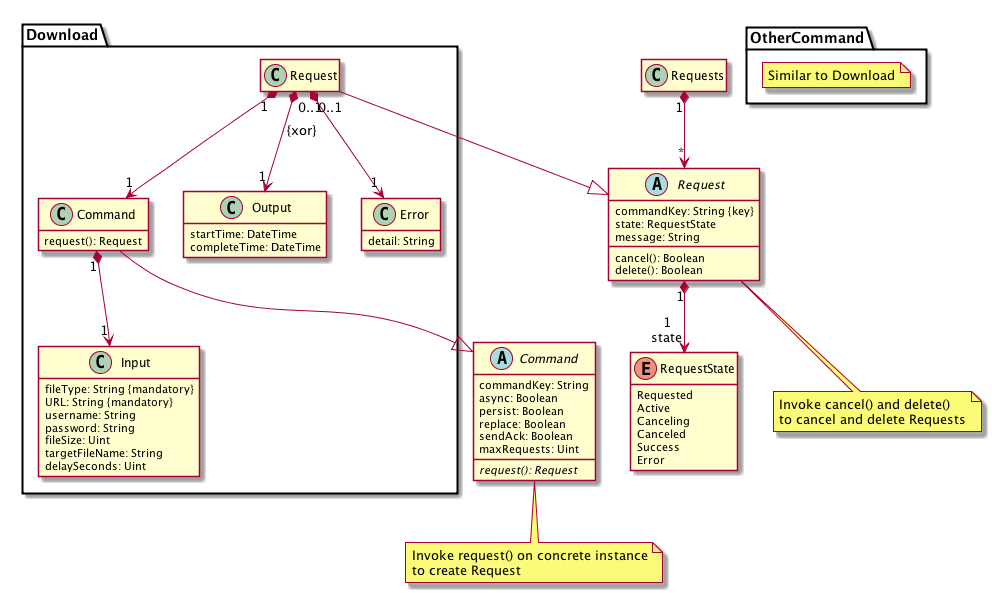 Download
OtherCommand
Similar to Download
C Request
C Requests
1
0..1
0..1
1
{xor}
1
1
1
*
C Command
request(): Request
C Output
startTime: DateTime
completeTime: DateTime
C Error
detail: String
A Request
commandKey: String {key}
state: RequestState
message: String
cancel(): Boolean
delete(): Boolean
1
1
1
1
state
C Input
fileType: String {mandatory}
URL: String {mandatory}
username: String
password: String
fileSize: Uint
targetFileName: String
delaySeconds: Uint
A Command
commandKey: String
async: Boolean
persist: Boolean
replace: Boolean
sendAck: Boolean
maxRequests: Uint
request(): Request
E RequestState
Requested
Active
Canceling
Canceled
Success
Error
Invoke cancel() and delete()
to cancel and delete Requests
Invoke request() on concrete instance
to create Request